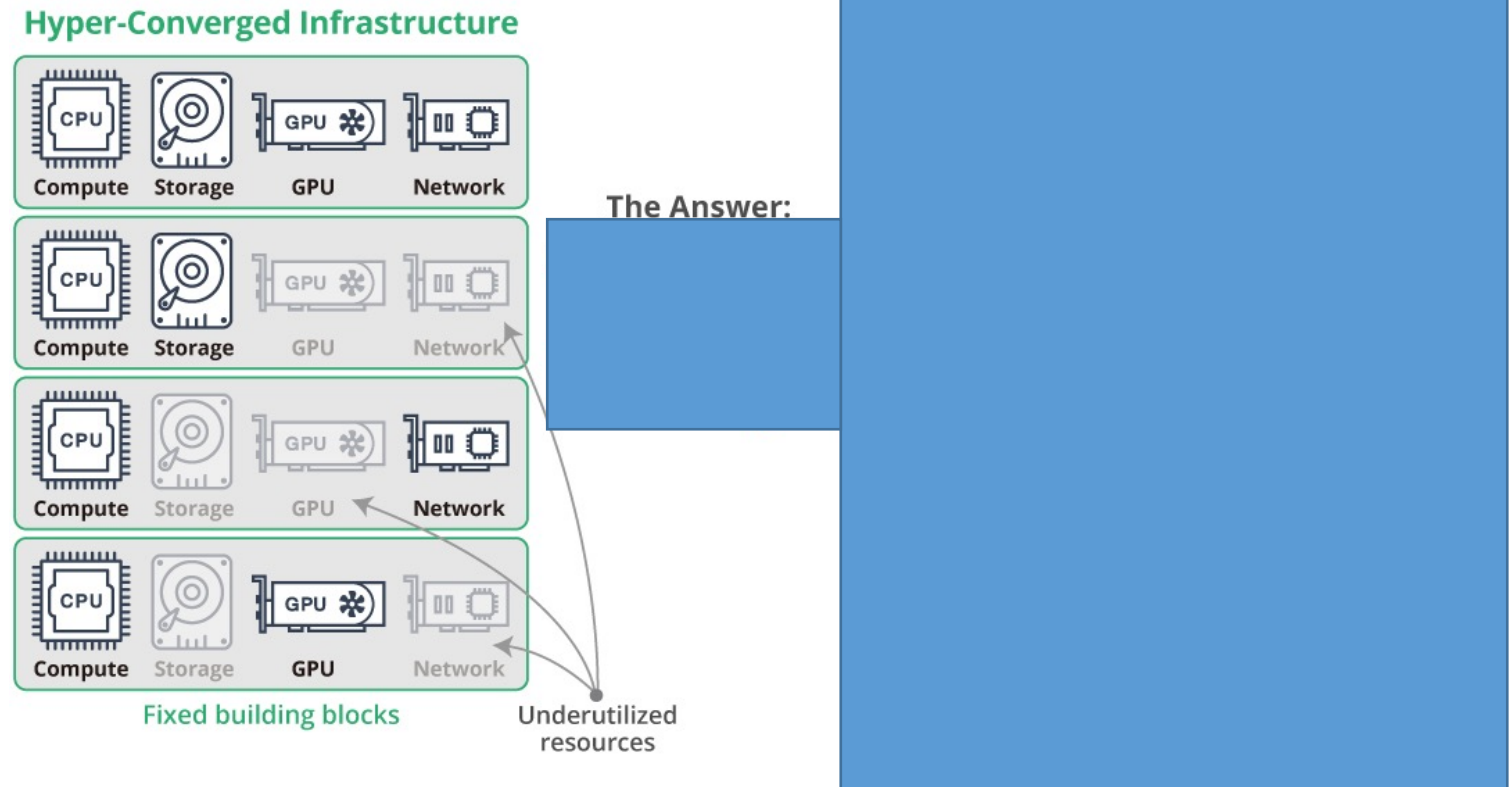 Hyper-Converged Infrastructure
CPU GPU
Compute Storage GPU Network
CPU GPU
Compute Storage GPU Network
CPU GPU
Compute Storage GPU Network
CPU GPU
Compute Storage GPU Network
Fixed building blocks
Underutilized
resources
The Answer: